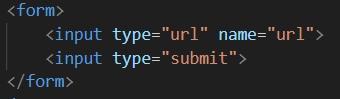 <form>
<input type="url" name="url">
<input type="submit">
</form>